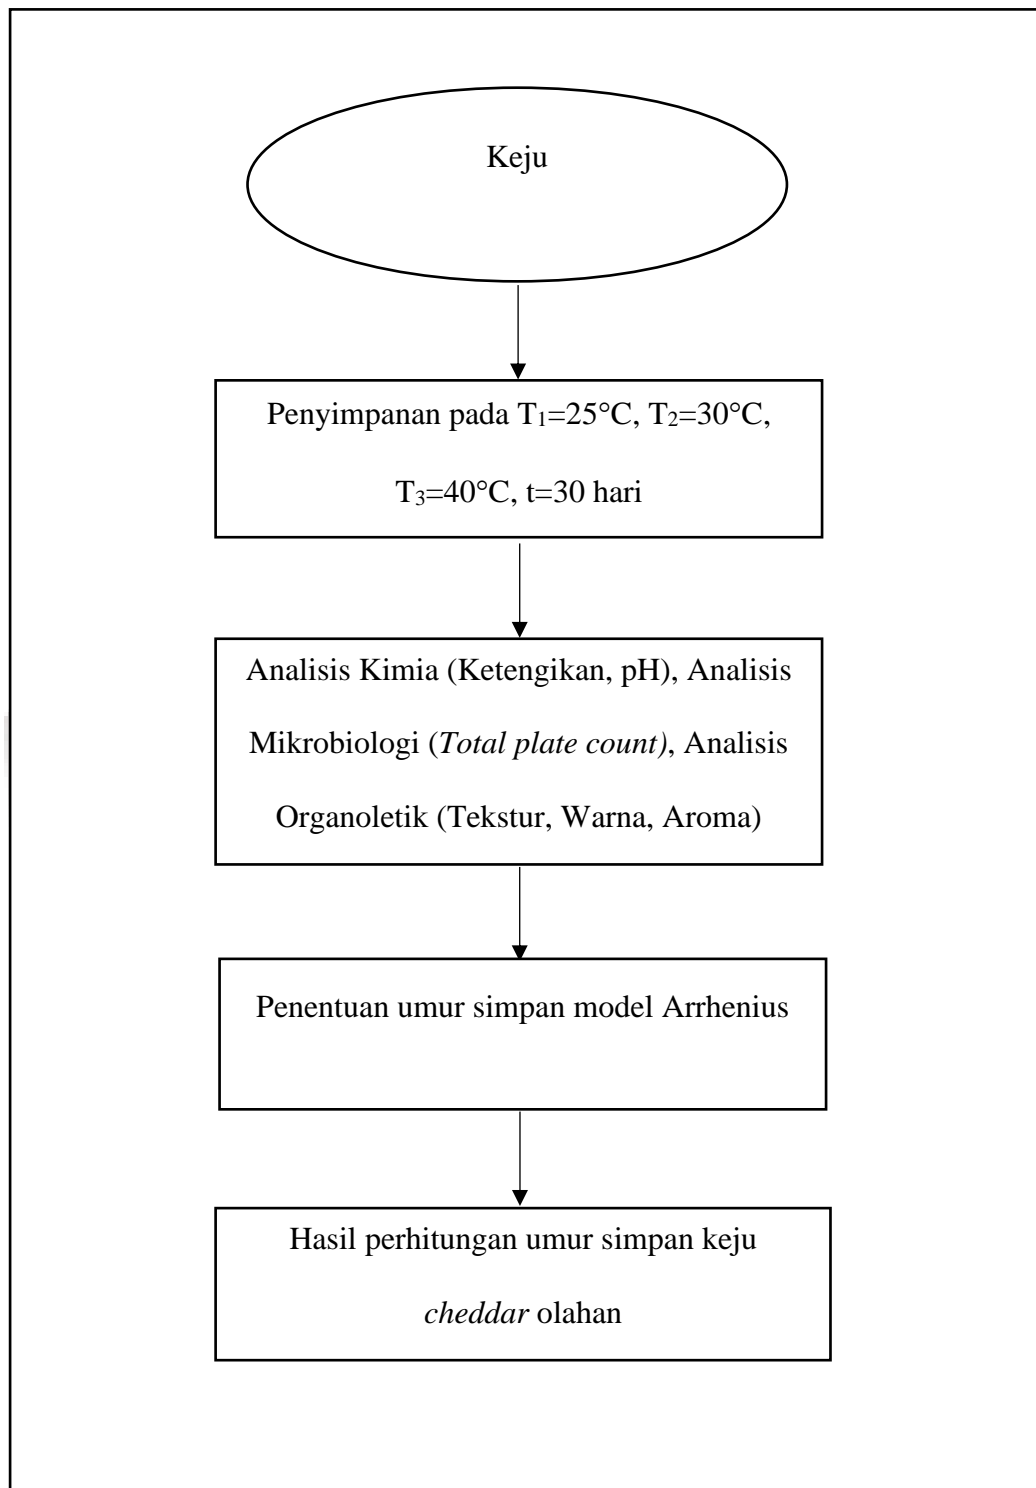 Keju
Penyimpanan pada T₁=25°C, T₂=30°C,
T₃=40°C, t=30 hari
Analisis Kimia (Ketengikan, pH), Analisis
Mikrobiologi (Total plate count), Analisis
Organoletik (Tekstur, Warna, Aroma)
Penentuan umur simpan model Arrhenius
Hasil perhitungan umur simpan keju
cheddar olahan